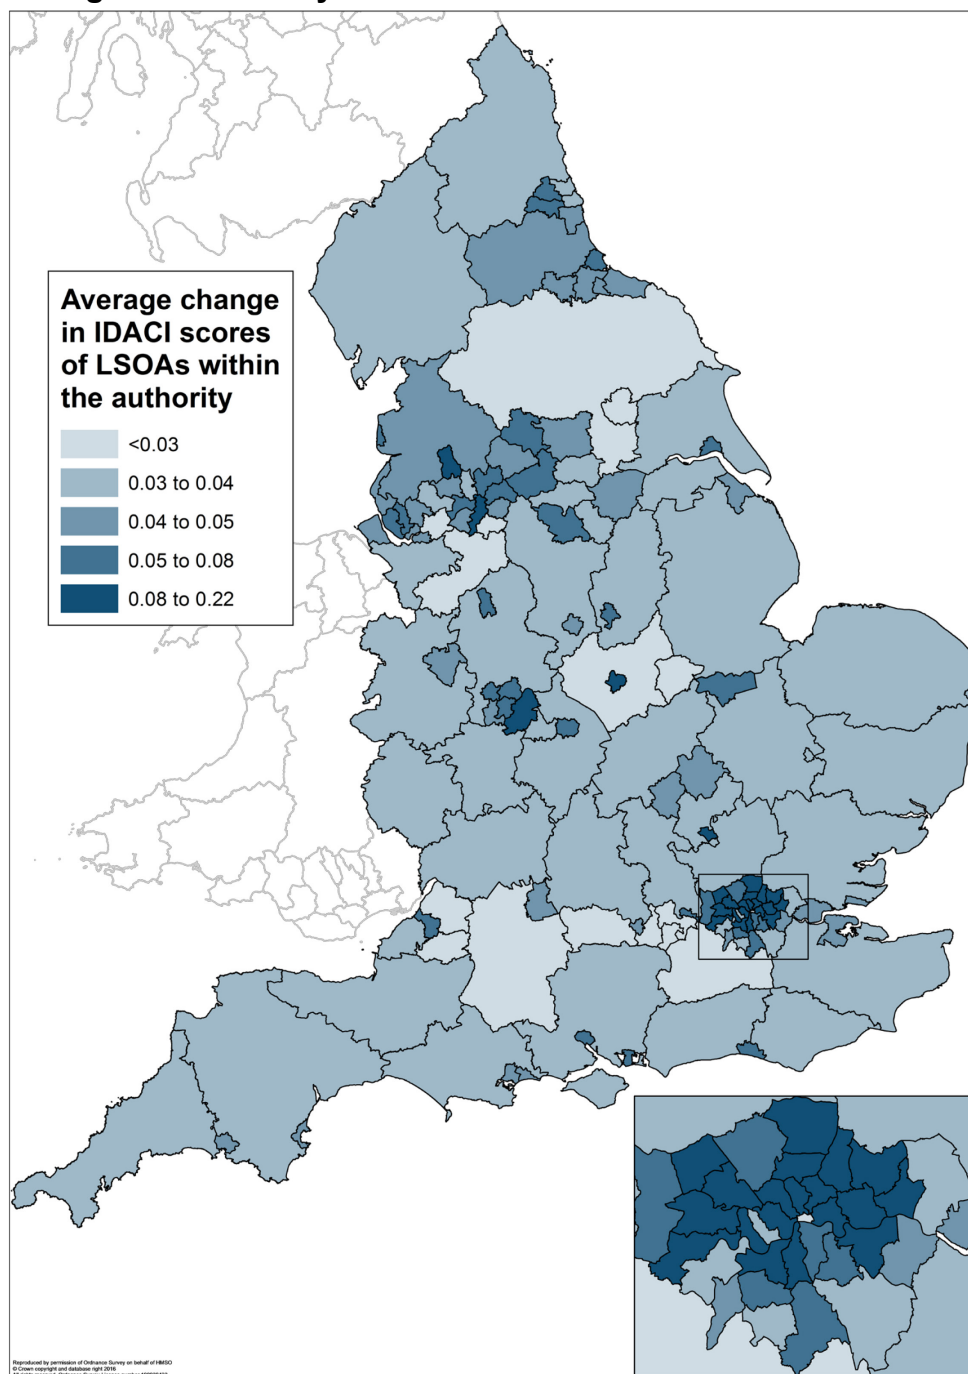 Average change
in IDACI scores
of LSOAs within
the authority
<0.03
0.03 to 0.04
0.04 to 0.05
0.05 to 0.08
0.08 to 0.22
Reproduced by permission of Ordnance Survey on behalf of HMSO
© Crown copyright and database right 2016